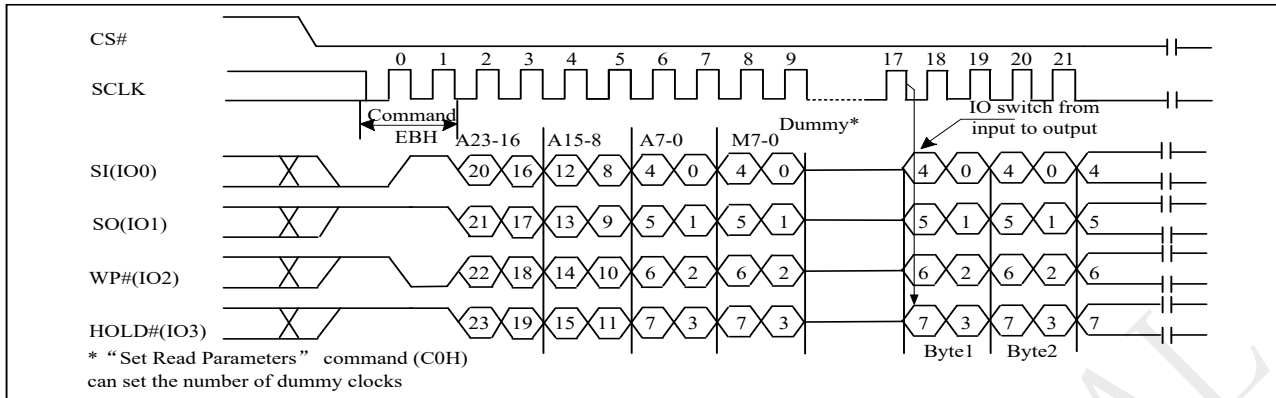 CS#
0 1 2 3 4 5 6 7 8 9 17 18 19 20 21
SCLK
Command
EBH
Dummy*
IO switch from
input to output
A23-16 A15-8 A7-0 M7-0
SI(IO0) 20 16 12 8 4 0 4 0 4 0 4 0 4
SO(IO1) 21 17 13 9 5 1 5 1 5 1 5 1 5
WP#(IO2) 22 18 14 10 6 2 6 2 6 2 6 2 6
HOLD#(IO3) 23 19 15 11 7 3 7 3 7 3 7 3 7
Byte1 Byte2
* “Set Read Parameters” command (C0H)
can set the number of dummy clocks